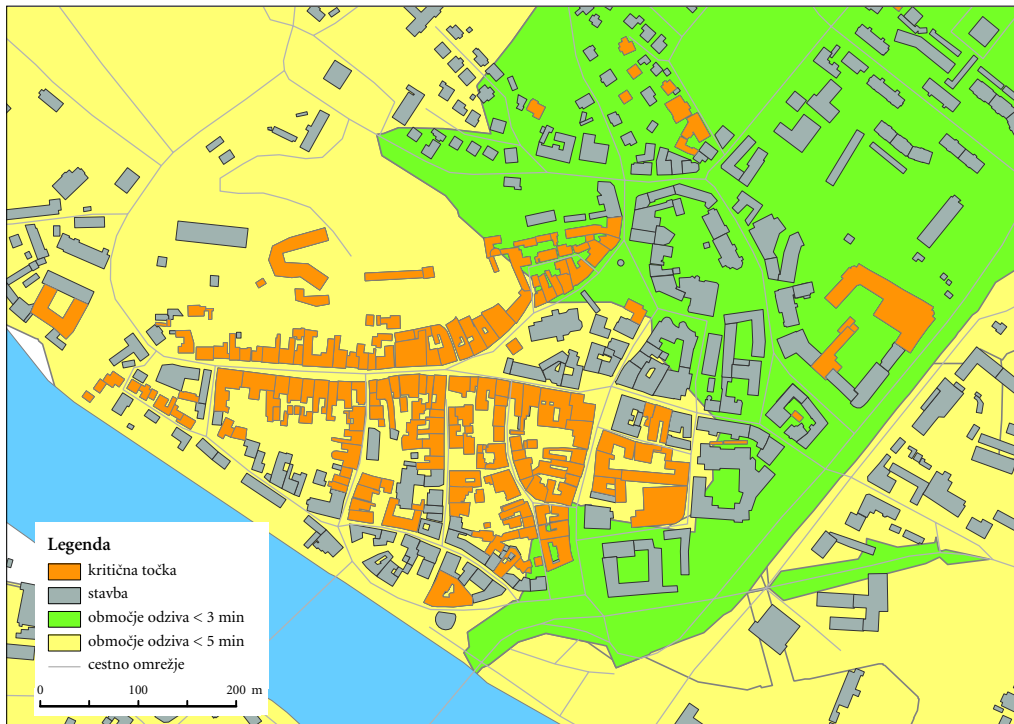 Legenda
kritična točka
stavba
območje odziva < 3 min
območje odziva < 5 min
cestno omrežje
0 100 200 m